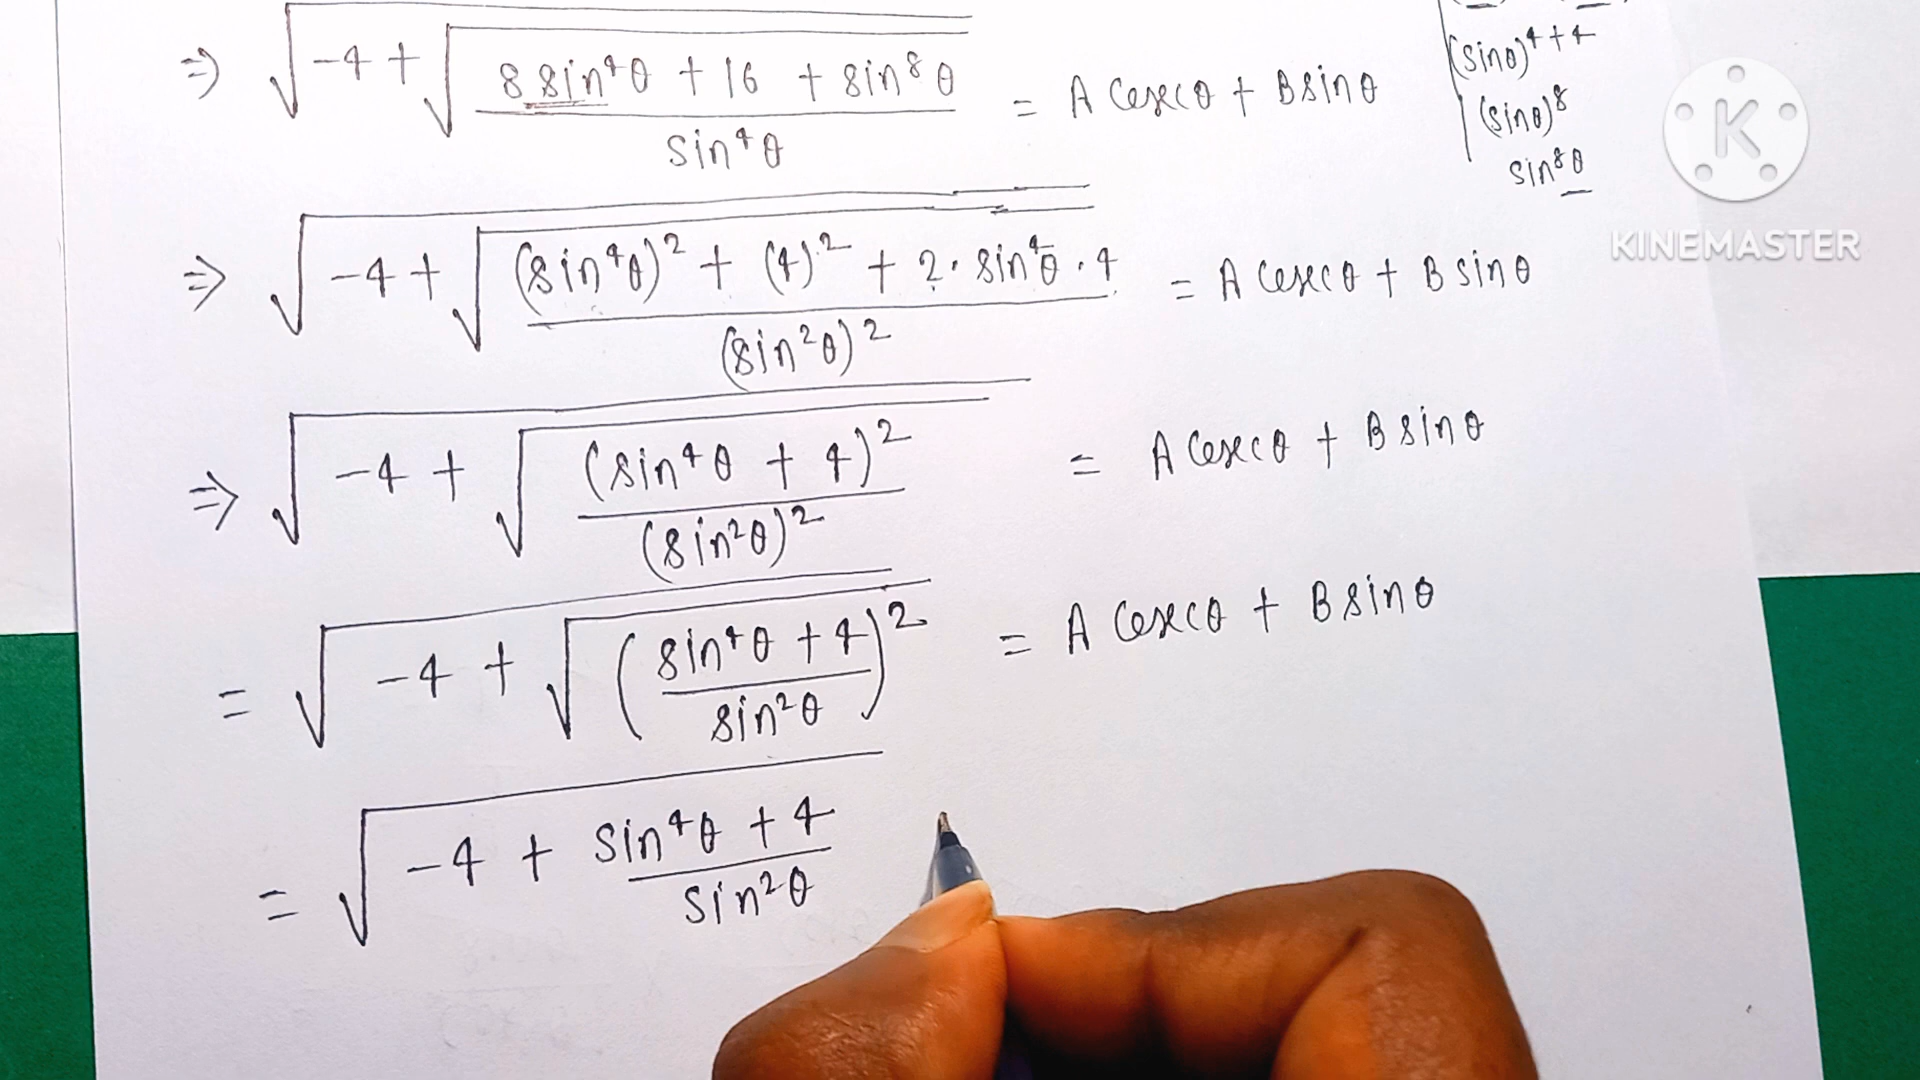 ⇒ √(-4 + √((8 sin⁴θ + 16 + sin⁸θ)/sin⁴θ)) = A Cosecθ + B sinθ
(sinθ)⁴⁺⁴
(sinθ)⁸
sin⁸θ
KINEMASTER
⇒ √(-4 + √(((sin⁴θ)² + (4)² + 2·sin⁴θ·4)/(sin²θ)²)) = A Cosecθ + B sinθ
⇒ √(-4 + √((sin⁴θ + 4)²/(sin²θ)²)) = A Cosecθ + B sinθ
= √(-4 + √(((sin⁴θ + 4)/sin²θ)²)) = A Cosecθ + B sinθ
= √(-4 + (sin⁴θ + 4)/sin²θ)